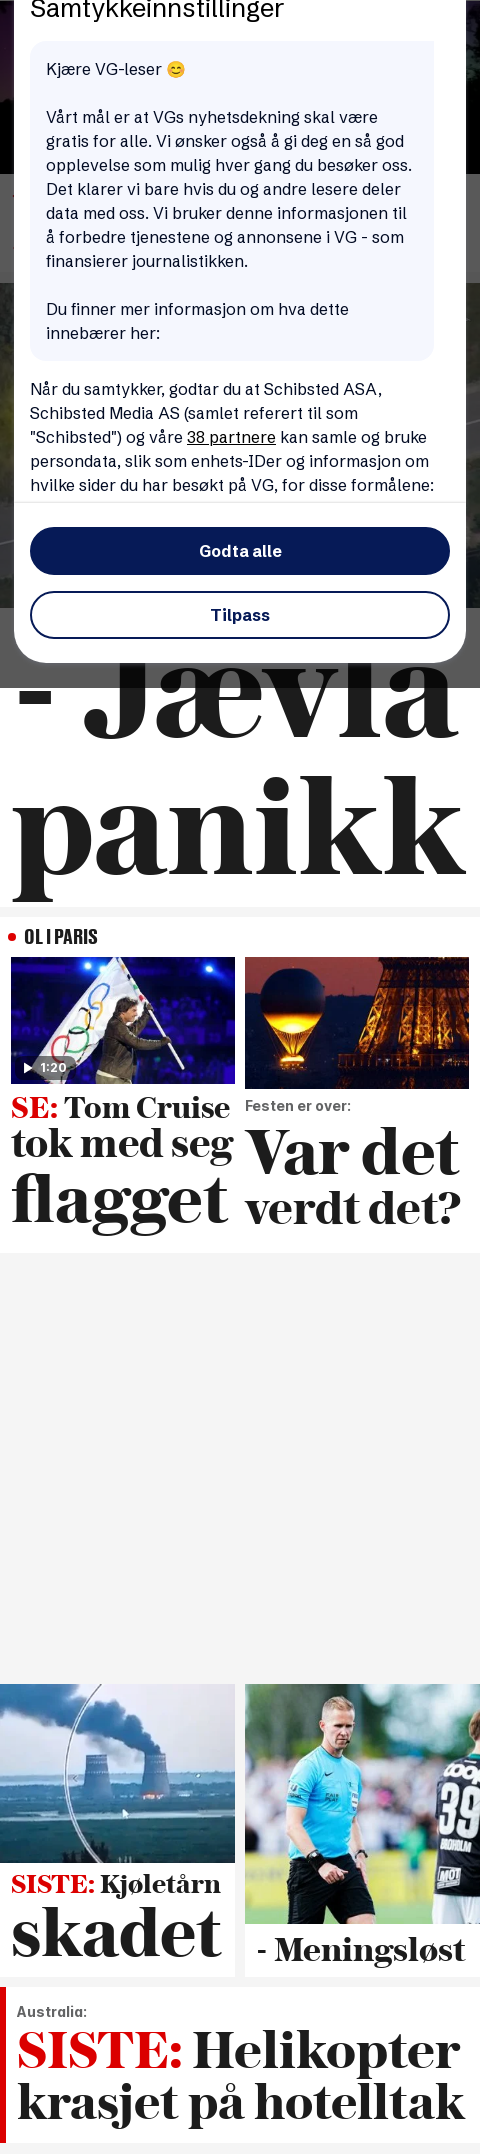 Samtykkeinnstillinger
Kjære VG-leser 😊
Vårt mål er at VGs nyhetsdekning skal være
gratis for alle. Vi ønsker også å gi deg en så god
opplevelse som mulig hver gang du besøker oss.
Det klarer vi bare hvis du og andre lesere deler
data med oss. Vi bruker denne informasjonen til
å forbedre tjenestene og annonsene i VG - som
finansierer journalistikken.
Du finner mer informasjon om hva dette
innebærer her:
Når du samtykker, godtar du at Schibsted ASA,
Schibsted Media AS (samlet referert til som
"Schibsted") og våre 38 partnere kan samle og bruke
persondata, slik som enhets-IDer og informasjon om
hvilke sider du har besøkt på VG, for disse formålene:
Godta alle
Tilpass
- Jævla
panikk
OL I PARIS
1:20
SE: Tom Cruise
tok med seg
flagget
Festen er over:
Var det
verdt det?
SISTE: Kjøletårn
skadet
39
BRØHOLM
MOT
- Meningsløst
Australia:
SISTE: Helikopter
krasjet på hotelltak